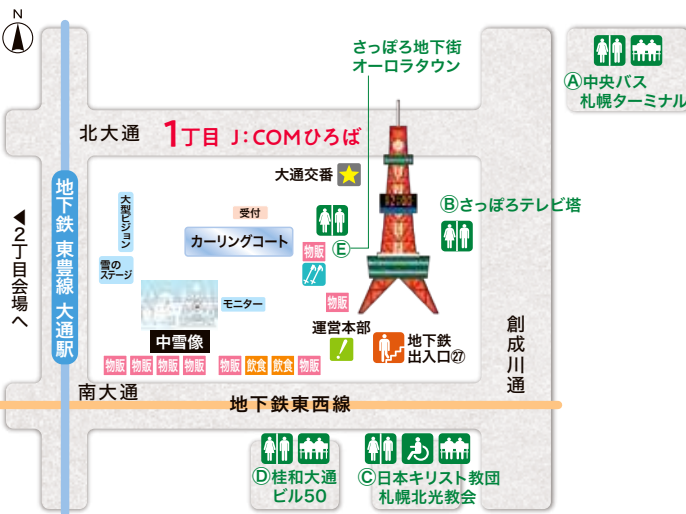 N
さっぽろ地下街
オーロラタウン
Ⓐ中央バス
札幌ターミナル
北大通
1丁目 J:COMひろば
大通交番
地下鉄 東豊線 大通駅
◀2丁目会場へ
大型ビジョン
受付
カーリングコート
Ⓔ
物販
Ⓑさっぽろテレビ塔
雪の
ステージ
モニター
物販
中雪像
運営本部
地下鉄
出入口㉗
創成川通
物販 物販 物販 物販 物販 飲食 飲食 物販
南大通
地下鉄東西線
Ⓓ桂和大通
ビル50
Ⓒ日本キリスト教団
札幌北光教会